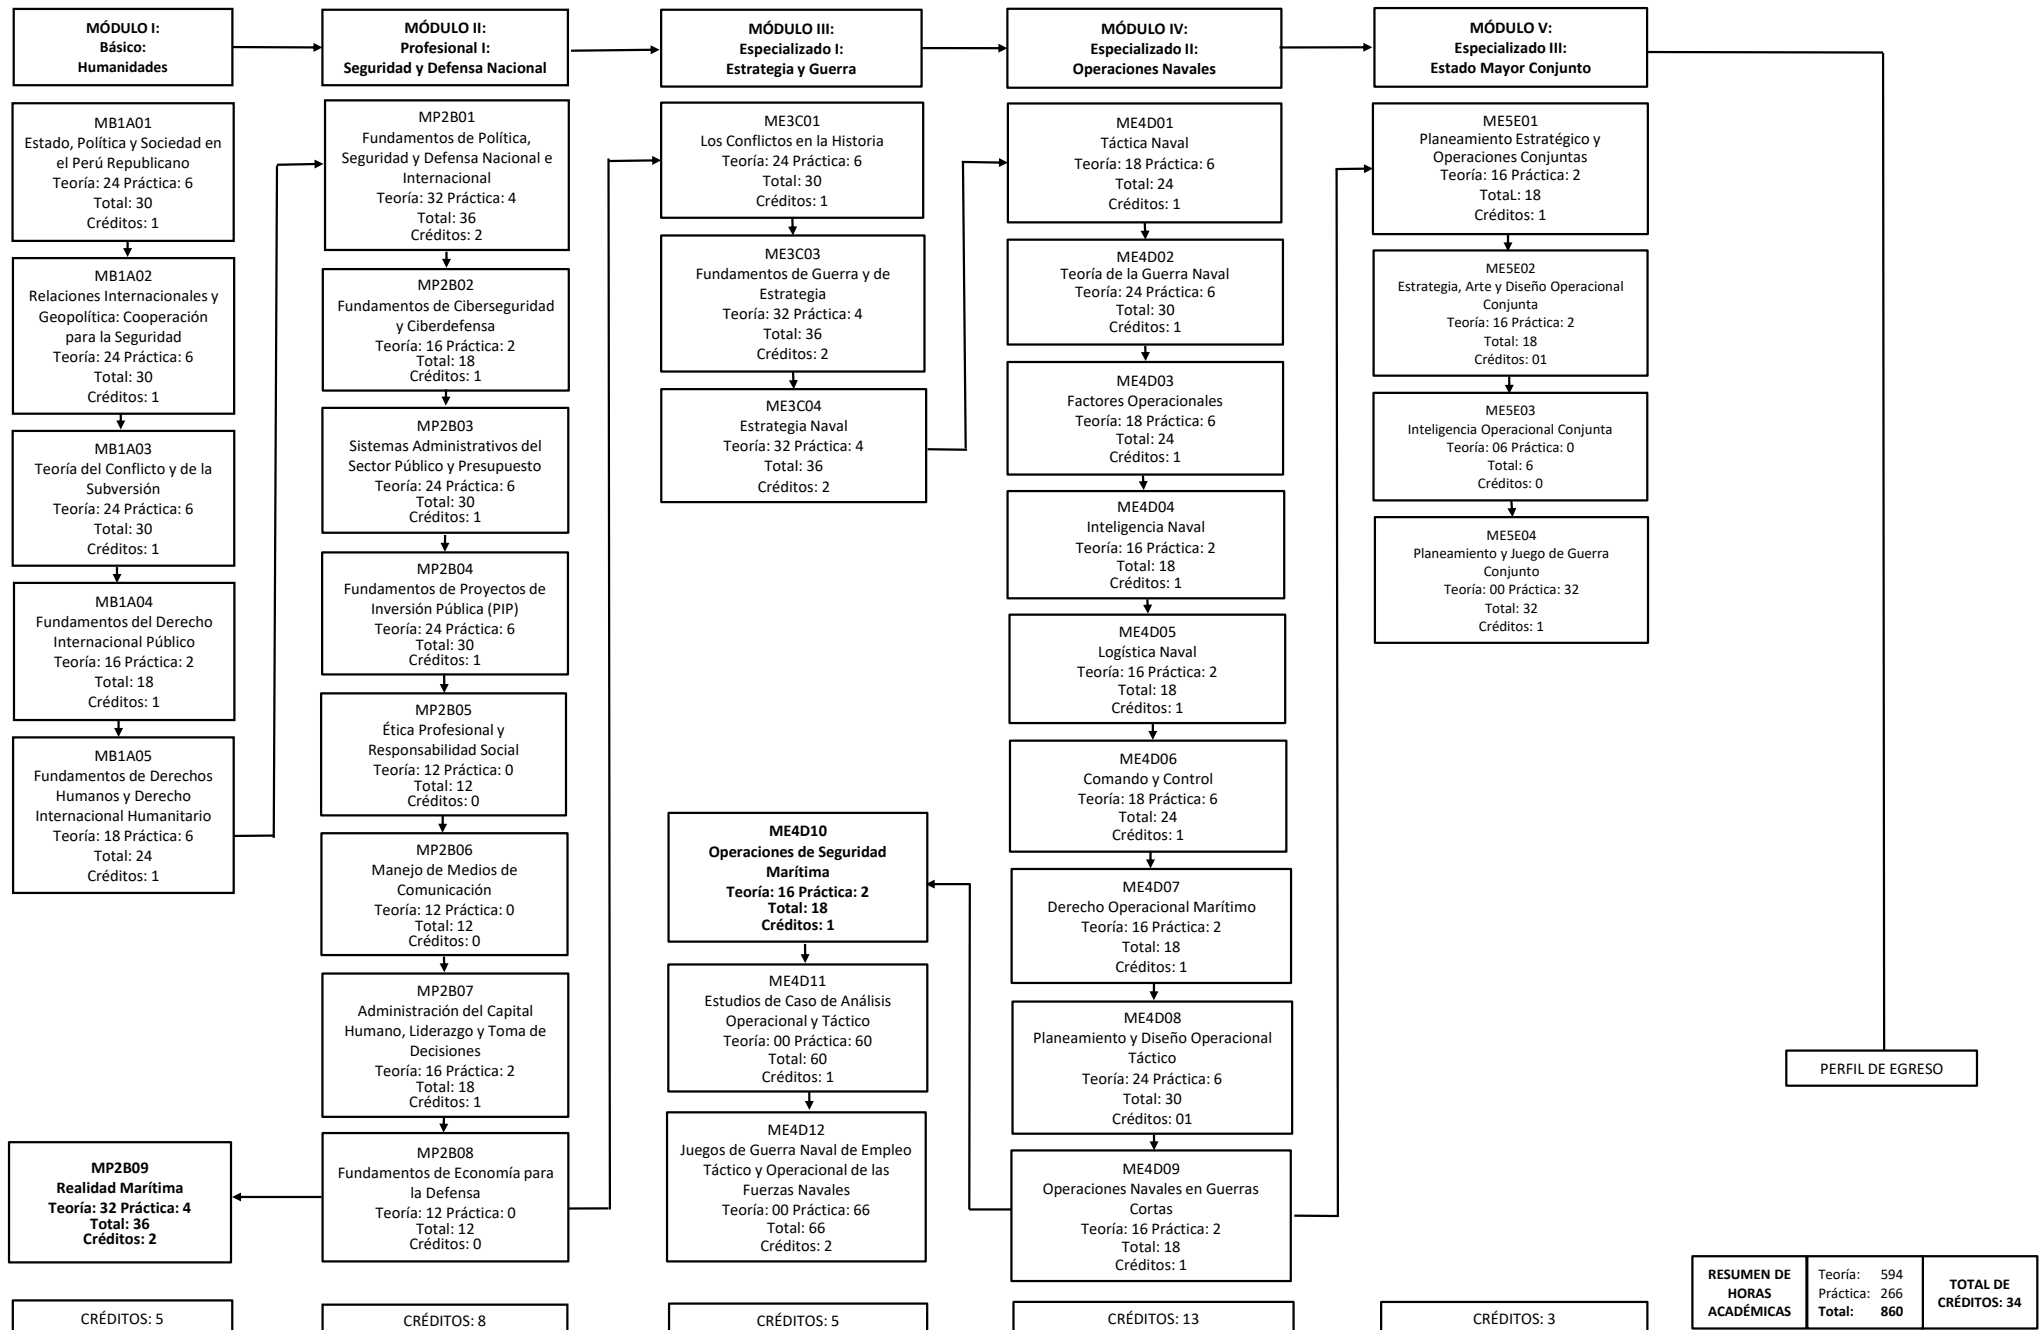 MÓDULO I:
Básico:
Humanidades
MÓDULO II:
Profesional I:
Seguridad y Defensa Nacional
MÓDULO III:
Especializado I:
Estrategia y Guerra
MÓDULO IV:
Especializado II:
Operaciones Navales
MÓDULO V:
Especializado III:
Estado Mayor Conjunto
MB1A01
Estado, Política y Sociedad en
el Perú Republicano
Teoría: 24 Práctica: 6
Total: 30
Créditos: 1
MB1A02
Relaciones Internacionales y
Geopolítica: Cooperación
para la Seguridad
Teoría: 24 Práctica: 6
Total: 30
Créditos: 1
MB1A03
Teoría del Conflicto y de la
Subversión
Teoría: 24 Práctica: 6
Total: 30
Créditos: 1
MB1A04
Fundamentos del Derecho
Internacional Público
Teoría: 16 Práctica: 2
Total: 18
Créditos: 1
MB1A05
Fundamentos de Derechos
Humanos y Derecho
Internacional Humanitario
Teoría: 18 Práctica: 6
Total: 24
Créditos: 1
MP2B09
Realidad Marítima
Teoría: 32 Práctica: 4
Total: 36
Créditos: 2
CRÉDITOS: 5
MP2B01
Fundamentos de Política,
Seguridad y Defensa Nacional e
Internacional
Teoría: 32 Práctica: 4
Total: 36
Créditos: 2
MP2B02
Fundamentos de Ciberseguridad
y Ciberdefensa
Teoría: 16 Práctica: 2
Total: 18
Créditos: 1
MP2B03
Sistemas Administrativos del
Sector Público y Presupuesto
Teoría: 24 Práctica: 6
Total: 30
Créditos: 1
MP2B04
Fundamentos de Proyectos de
Inversión Pública (PIP)
Teoría: 24 Práctica: 6
Total: 30
Créditos: 1
MP2B05
Ética Profesional y
Responsabilidad Social
Teoría: 12 Práctica: 0
Total: 12
Créditos: 0
MP2B06
Manejo de Medios de
Comunicación
Teoría: 12 Práctica: 0
Total: 12
Créditos: 0
MP2B07
Administración del Capital
Humano, Liderazgo y Toma de
Decisiones
Teoría: 16 Práctica: 2
Total: 18
Créditos: 1
MP2B08
Fundamentos de Economía para
la Defensa
Teoría: 12 Práctica: 0
Total: 12
Créditos: 0
CRÉDITOS: 8
ME3C01
Los Conflictos en la Historia
Teoría: 24 Práctica: 6
Total: 30
Créditos: 1
ME3C03
Fundamentos de Guerra y de
Estrategia
Teoría: 32 Práctica: 4
Total: 36
Créditos: 2
ME3C04
Estrategia Naval
Teoría: 32 Práctica: 4
Total: 36
Créditos: 2
ME4D10
Operaciones de Seguridad
Marítima
Teoría: 16 Práctica: 2
Total: 18
Créditos: 1
ME4D11
Estudios de Caso de Análisis
Operacional y Táctico
Teoría: 00 Práctica: 60
Total: 60
Créditos: 1
ME4D12
Juegos de Guerra Naval de Empleo
Táctico y Operacional de las
Fuerzas Navales
Teoría: 00 Práctica: 66
Total: 66
Créditos: 2
CRÉDITOS: 5
ME4D01
Táctica Naval
Teoría: 18 Práctica: 6
Total: 24
Créditos: 1
ME4D02
Teoría de la Guerra Naval
Teoría: 24 Práctica: 6
Total: 30
Créditos: 1
ME4D03
Factores Operacionales
Teoría: 18 Práctica: 6
Total: 24
Créditos: 1
ME4D04
Inteligencia Naval
Teoría: 16 Práctica: 2
Total: 18
Créditos: 1
ME4D05
Logística Naval
Teoría: 16 Práctica: 2
Total: 18
Créditos: 1
ME4D06
Comando y Control
Teoría: 18 Práctica: 6
Total: 24
Créditos: 1
ME4D07
Derecho Operacional Marítimo
Teoría: 16 Práctica: 2
Total: 18
Créditos: 1
ME4D08
Planeamiento y Diseño Operacional
Táctico
Teoría: 24 Práctica: 6
Total: 30
Créditos: 01
ME4D09
Operaciones Navales en Guerras
Cortas
Teoría: 16 Práctica: 2
Total: 18
Créditos: 1
CRÉDITOS: 13
ME5E01
Planeamiento Estratégico y
Operaciones Conjuntas
Teoría: 16 Práctica: 2
TotaL: 18
Créditos: 1
ME5E02
Estrategia, Arte y Diseño Operacional
Conjunta
Teoría: 16 Práctica: 2
Total: 18
Créditos: 01
ME5E03
Inteligencia Operacional Conjunta
Teoría: 06 Práctica: 0
Total: 6
Créditos: 0
ME5E04
Planeamiento y Juego de Guerra
Conjunto
Teoría: 00 Práctica: 32
Total: 32
Créditos: 1
CRÉDITOS: 3
PERFIL DE EGRESO
RESUMEN DE
HORAS
ACADÉMICAS
Teoría: 594
Práctica: 266
Total: 860
TOTAL DE
CRÉDITOS: 34